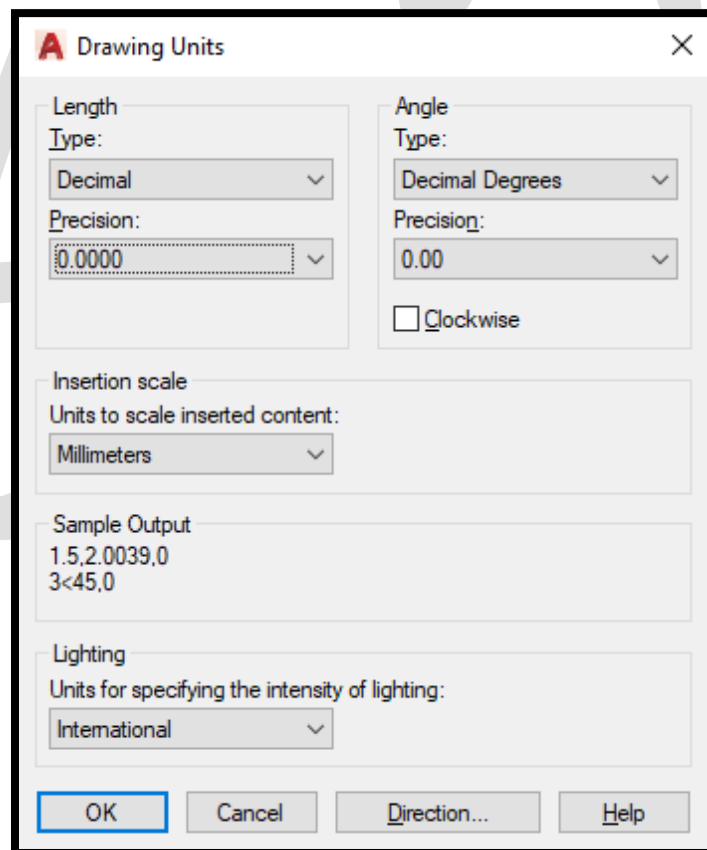 Drawing Units
Length
Type:
Decimal
Precision:
0.0000
Angle
Type:
Decimal Degrees
Precision:
0.00
Clockwise
Insertion scale
Units to scale inserted content:
Millimeters
Sample Output
1.5,2.0039,0
3<45,0
Lighting
Units for specifying the intensity of lighting:
International
OK
Cancel
Direction...
Help